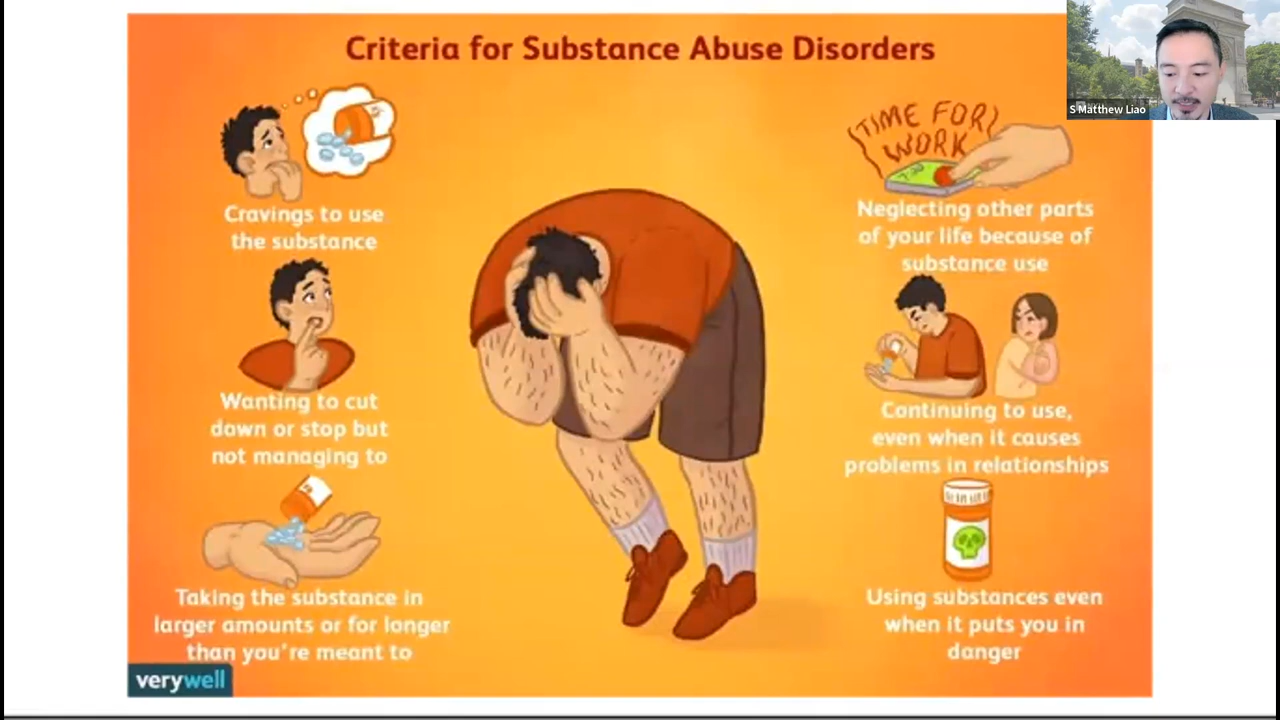 Criteria for Substance Abuse Disorders
S Matthew Liao
Cravings to use
the substance
Wanting to cut
down or stop but
not managing to
Taking the substance in
larger amounts or for longer
than you're meant to
TIME FOR
WORK
7:30
Neglecting other parts
of your life because of
substance use
Continuing to use,
even when it causes
problems in relationships
Using substances even
when it puts you in
danger
verywell